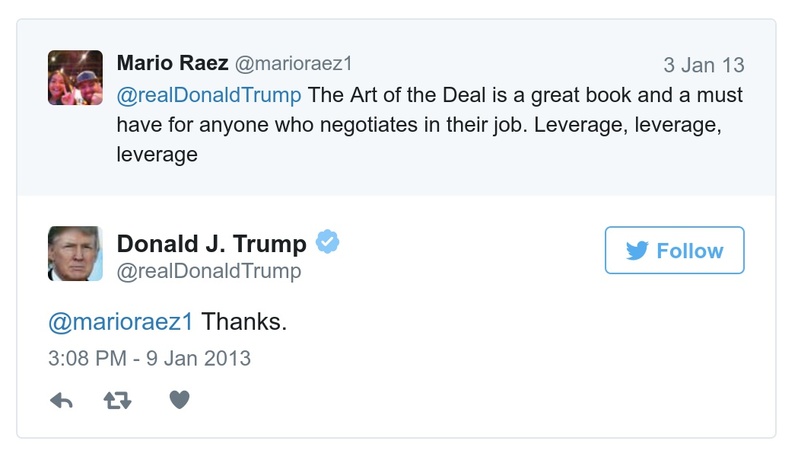 Mario Raez @marioraez1 3 Jan 13
@realDonaldTrump The Art of the Deal is a great book and a must
have for anyone who negotiates in their job. Leverage, leverage,
leverage
Donald J. Trump
@realDonaldTrump
Follow
@marioraez1 Thanks.
3:08 PM - 9 Jan 2013